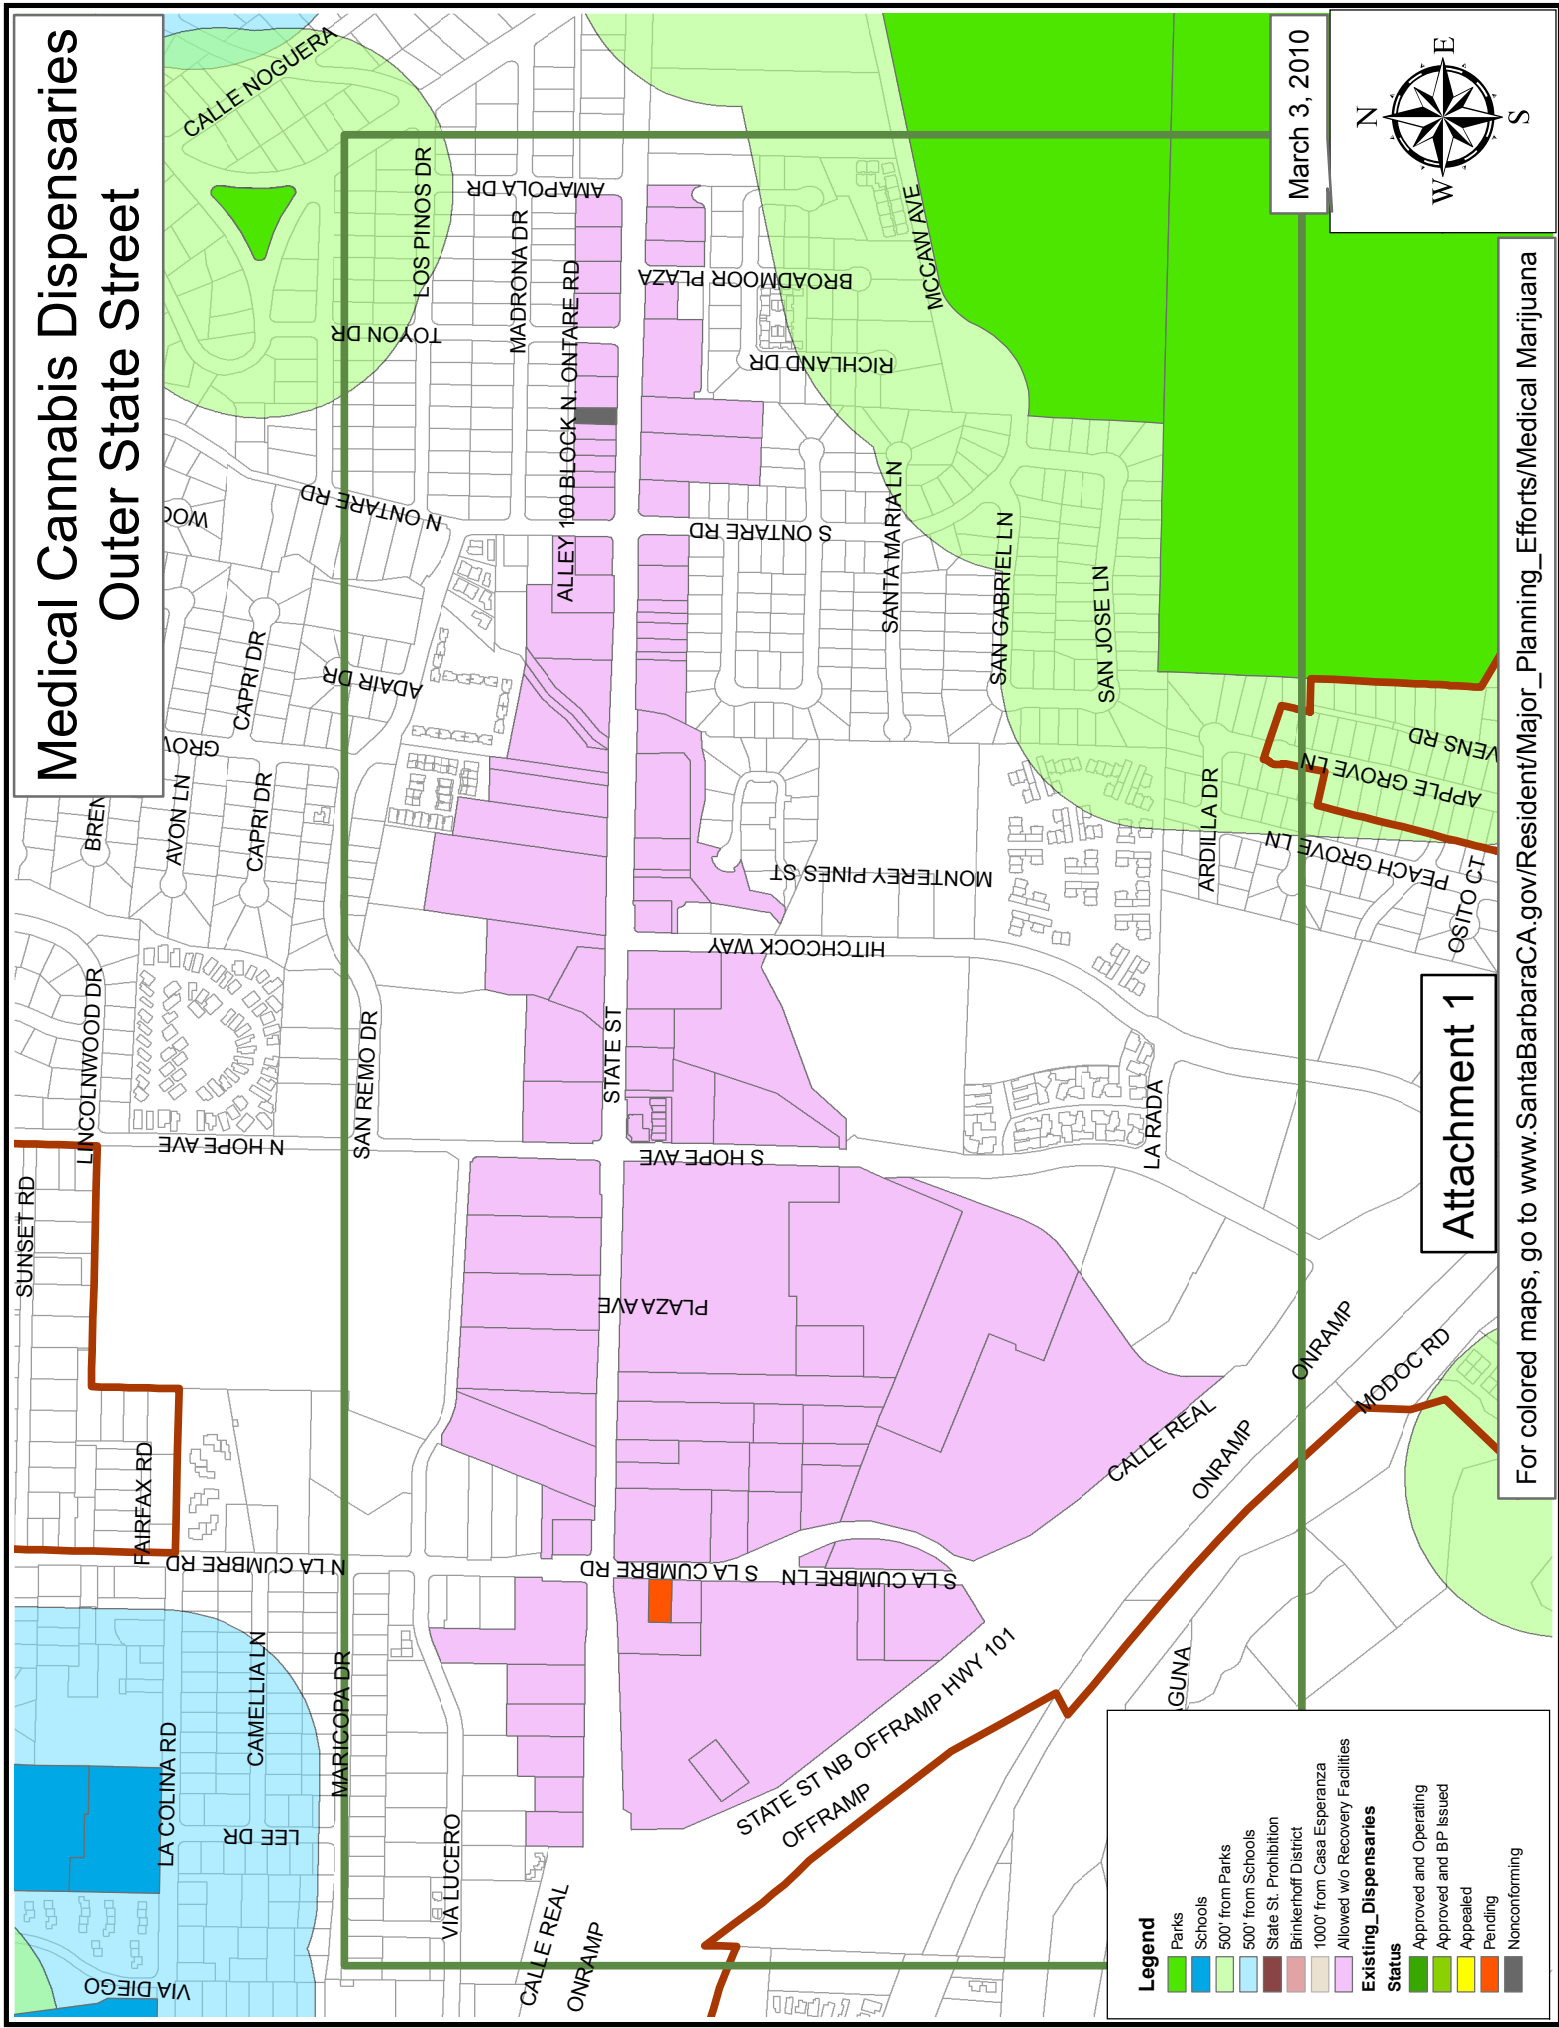 Medical Cannabis Dispensaries
Outer State Street
CALLE NOGUERA
LOS PINOS DR
AMAPOLA DR
MADRONA DR
TOYON DR
ALLEY 100 BLOCK N. ONTARE RD
BROADMOOR PLAZA
RICHLAND DR
MCCAW AVE
March 3, 2010
N
E
S
W
N ONTARE RD
WOO
S ONTARE RD
SANTA MARIA LN
SAN GABRIEL LN
SAN JOSE LN
CAPRI DR
ADAIR DR
GROV
BREN
AVON LN
CAPRI DR
MONTEREY PINES ST
ARDILLA DR
VENS RD
APPLE GROVE LN
PEACH GROVE LN
OSITO CT
HITCHCOCK WAY
LINCOLNWOOD DR
SAN REMO DR
STATE ST
N HOPE AVE
S HOPE AVE
LA RADA
Attachment 1
SUNSET RD
PLAZA AVE
FAIRFAX RD
N LA CUMBRE RD
S LA CUMBRE RD
S LA CUMBRE LN
CALLE REAL
ONRAMP
ONRAMP
MODOC RD
CAMELLIA LN
MARICOPA DR
LA COLINA RD
LEE DR
VIA DIEGO
VIA LUCERO
CALLE REAL
ONRAMP
STATE ST NB OFFRAMP HWY 101
OFFRAMP
AGUNA
For colored maps, go to www.SantaBarbaraCA.gov/Resident/Major_Planning_Efforts/Medical Marijuana
Legend
Parks
Schools
500' from Parks
500' from Schools
State St. Prohibition
Brinkerhoff District
1000' from Casa Esperanza
Allowed w/o Recovery Facilities
Existing_Dispensaries
Status
Approved and Operating
Approved and BP Issued
Appealed
Pending
Nonconforming